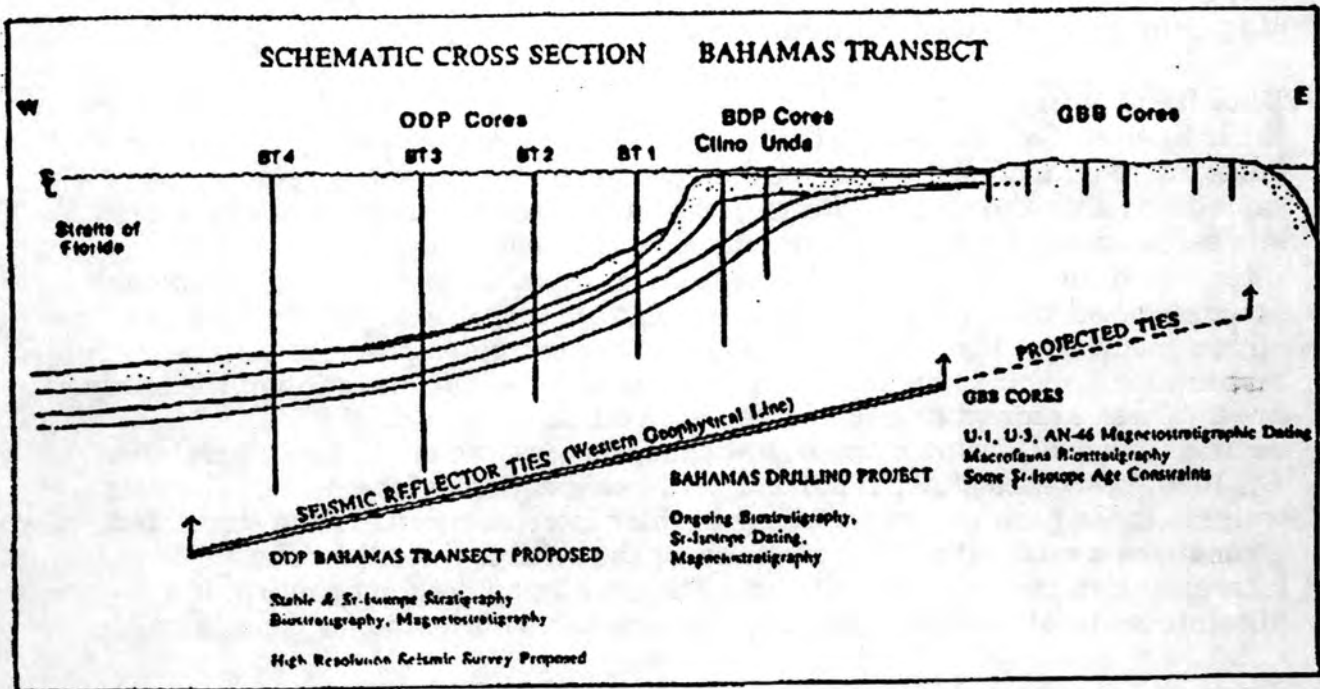 SCHEMATIC CROSS SECTION BAHAMAS TRANSECT
W E
ODP Cores BDP Cores GBB Cores
Clino Unda
BT4 BT3 BT2 BT1
SL
Straits of
Florida
SEISMIC REFLECTOR TIES (Western Geophysical Line)
PROJECTED TIES
GBB CORES
U-1, U-3, AN-46 Magnetostratigraphic Dating
Macrofauna Biostratigraphy
Some Sr-Isotope Age Constraints
BAHAMAS DRILLING PROJECT
Ongoing Biostratigraphy,
Sr-Isotope Dating,
Magnetostratigraphy
ODP BAHAMAS TRANSECT PROPOSED
Stable & Sr-Isotope Stratigraphy
Biostratigraphy, Magnetostratigraphy
High Resolution Seismic Survey Proposed